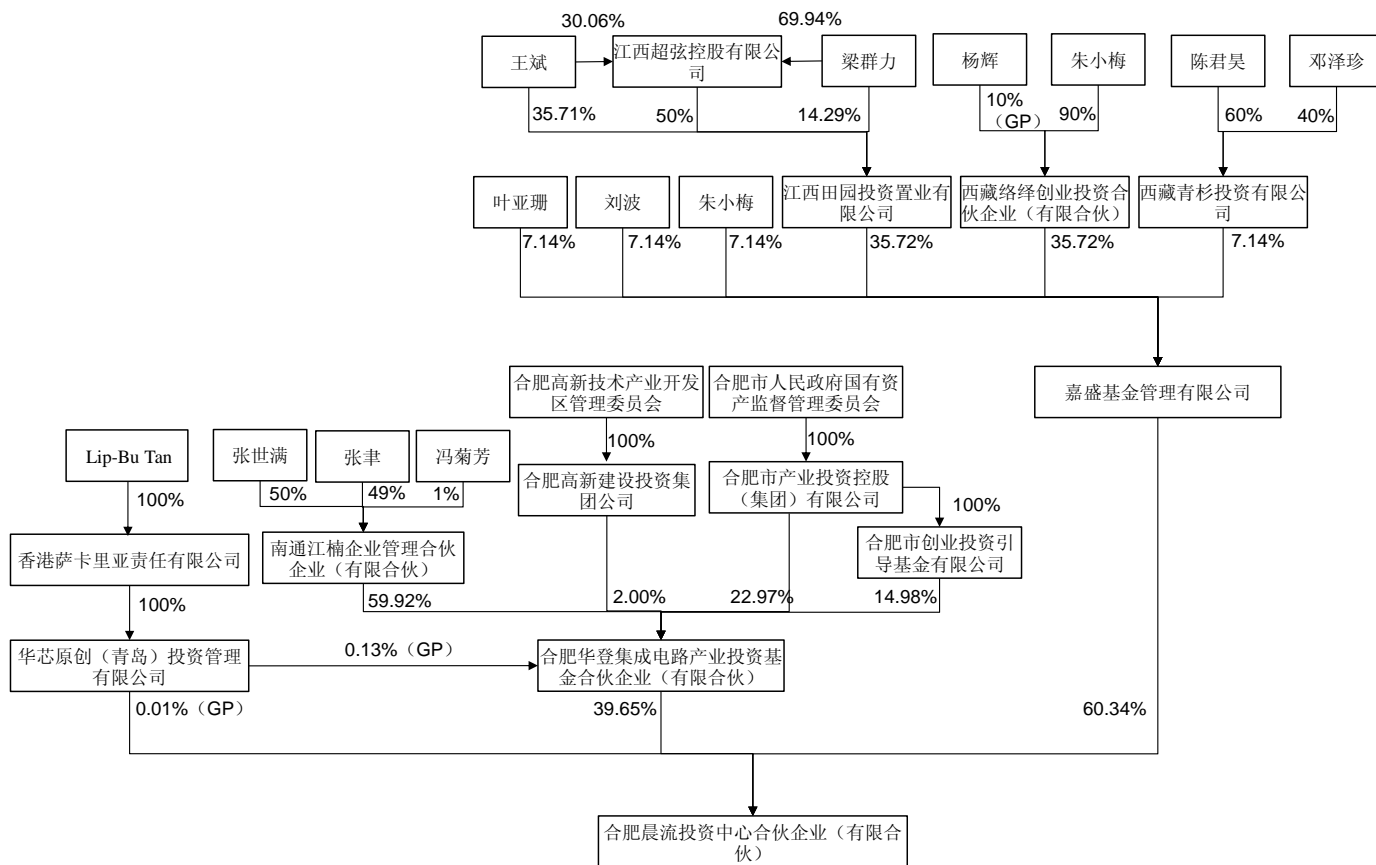 30.06%
69.94%
王斌
江西超弦控股有限公
司
梁群力
杨辉
朱小梅
陈君昊
邓泽珍
35.71%
50%
14.29%
10%
（GP）
90%
60%
40%
叶亚珊
刘波
朱小梅
江西田园投资置业有
限公司
西藏络绎创业投资合
伙企业（有限合伙）
西藏青杉投资有限公
司
7.14%
7.14%
7.14%
35.72%
35.72%
7.14%
合肥高新技术产业开发
区管理委员会
合肥市人民政府国有资
产监督管理委员会
嘉盛基金管理有限公司
100%
100%
Lip-Bu Tan
张世满
张聿
冯菊芳
合肥高新建设投资集
团公司
合肥市产业投资控股
（集团）有限公司
100%
50%
49%
1%
100%
香港萨卡里亚责任有限公司
南通江楠企业管理合伙
企业（有限合伙）
合肥市创业投资引
导基金有限公司
100%
59.92%
2.00%
22.97%
14.98%
华芯原创（青岛）投资管理
有限公司
0.13%（GP）
合肥华登集成电路产业投资基
金合伙企业（有限合伙）
0.01%（GP）
39.65%
60.34%
合肥晨流投资中心合伙企业（有限合
伙）